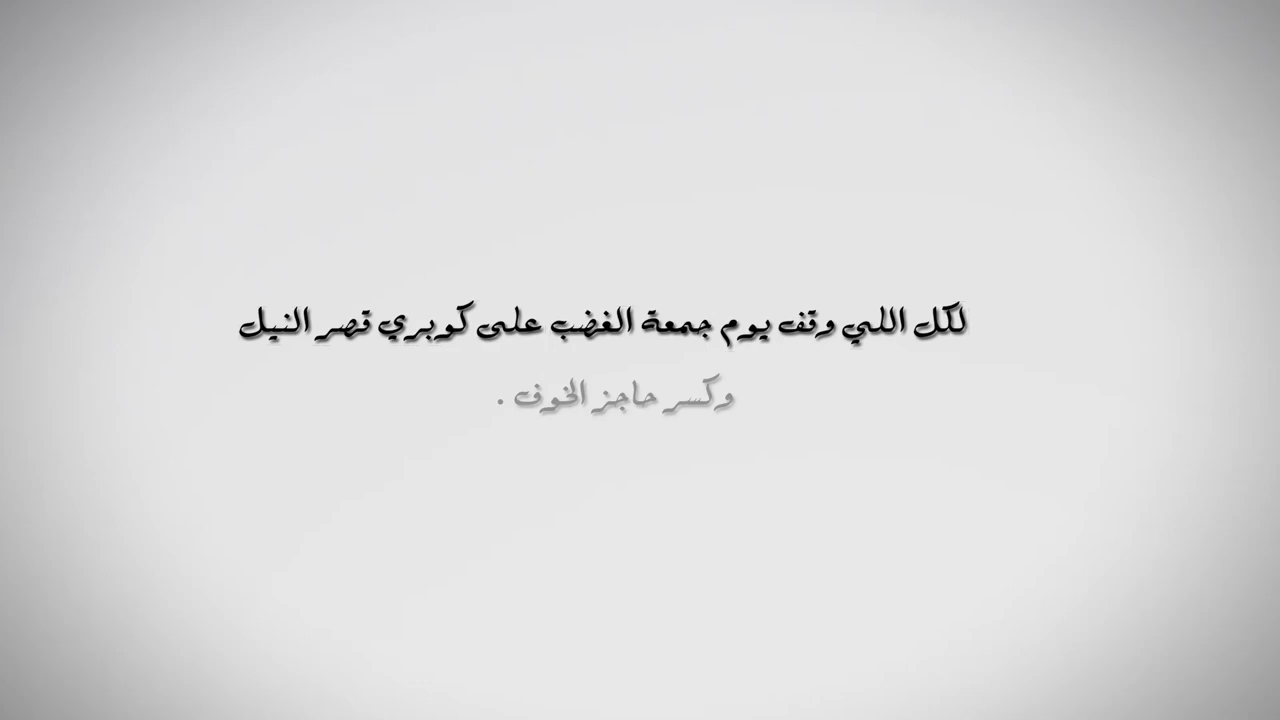 لكل اللي وقف يوم جمعة الغضب على كوبري قصر النيل
وكسر حاجز الخوف .